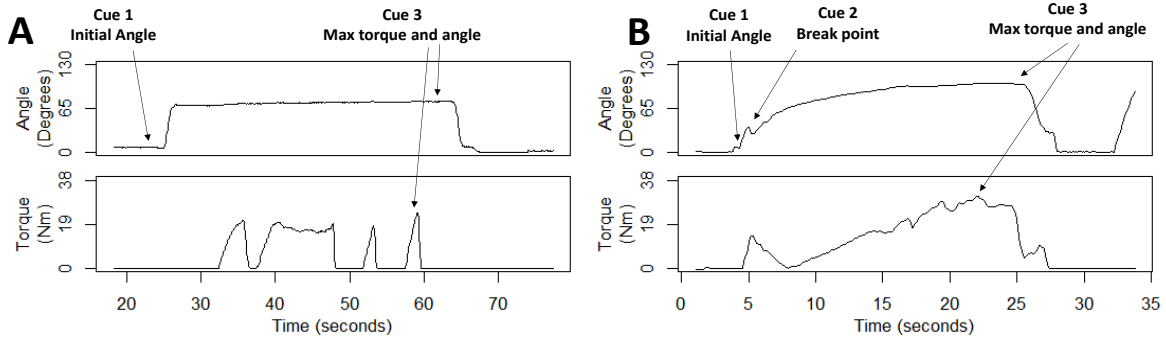 A
Cue 1
Initial Angle
Cue 3
Max torque and angle
Angle
(Degrees)
130
65
0
Torque
(Nm)
38
19
0
20 30 40 50 60 70
Time (seconds)
B
Cue 1
Initial Angle
Cue 2
Break point
Cue 3
Max torque and angle
Angle
(Degrees)
130
65
0
Torque
(Nm)
38
19
0
0 5 10 15 20 25 30 35
Time (seconds)